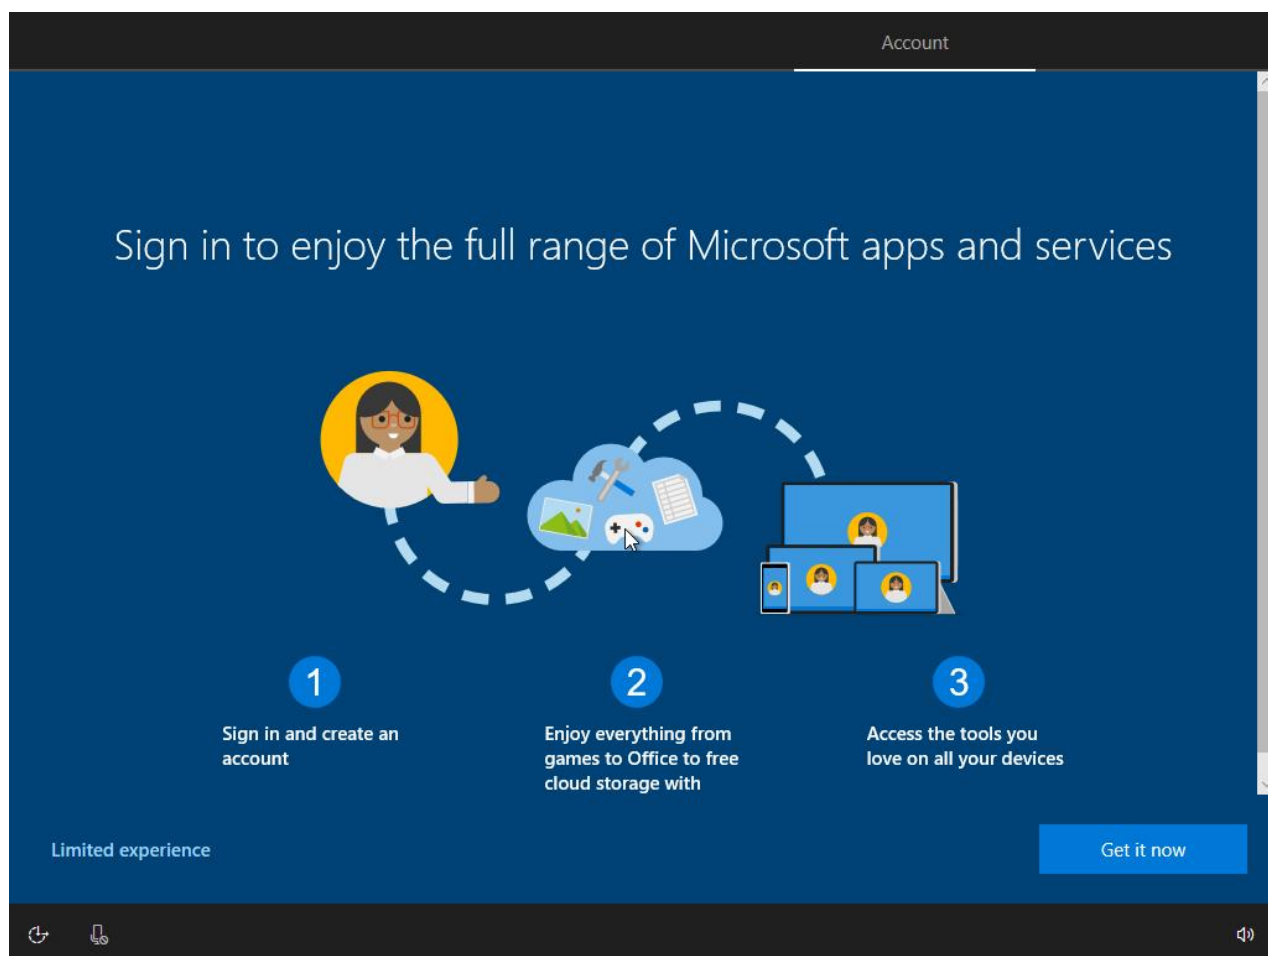 Account
Sign in to enjoy the full range of Microsoft apps and services
1
Sign in and create an
account
2
Enjoy everything from
games to Office to free
cloud storage with
3
Access the tools you
love on all your devices
Limited experience
Get it now